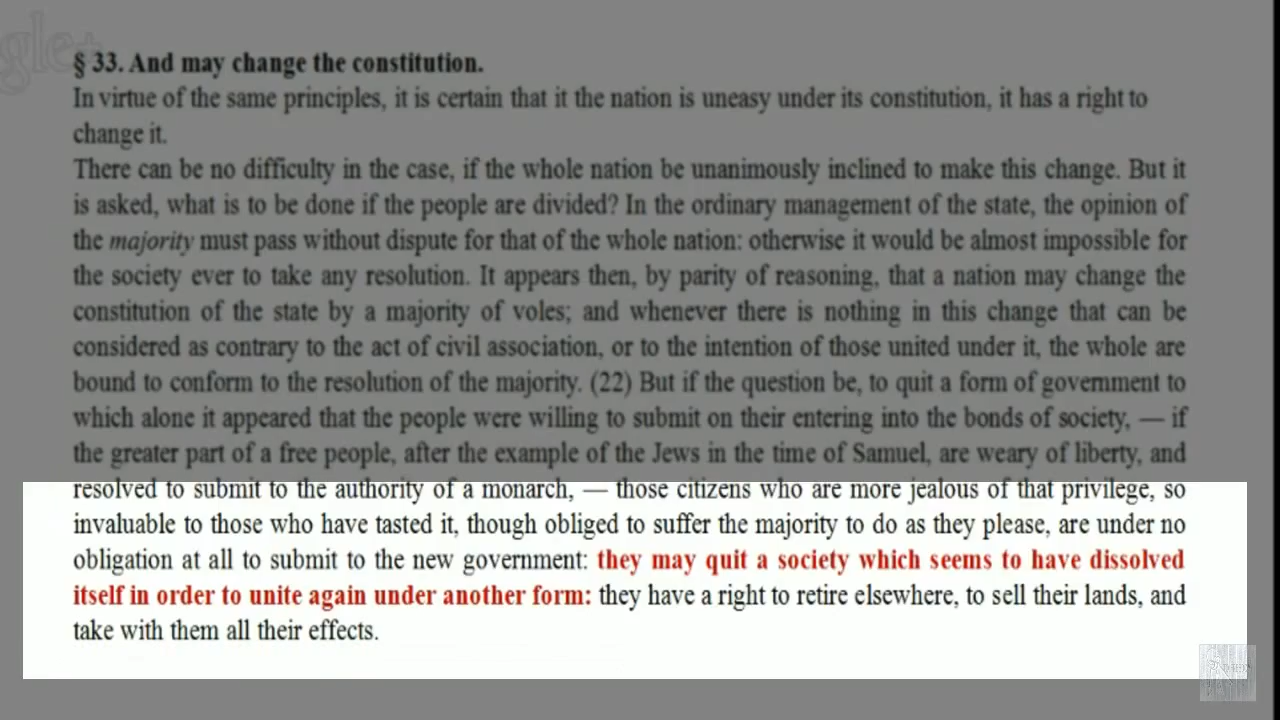 gle+
§ 33. And may change the constitution.
In virtue of the same principles, it is certain that it the nation is uneasy under its constitution, it has a right to
change it.
There can be no difficulty in the case, if the whole nation be unanimously inclined to make this change. But it
is asked, what is to be done if the people are divided? In the ordinary management of the state, the opinion of
the majority must pass without dispute for that of the whole nation: otherwise it would be almost impossible for
the society ever to take any resolution. It appears then, by parity of reasoning, that a nation may change the
constitution of the state by a majority of voles; and whenever there is nothing in this change that can be
considered as contrary to the act of civil association, or to the intention of those united under it, the whole are
bound to conform to the resolution of the majority. (22) But if the question be, to quit a form of government to
which alone it appeared that the people were willing to submit on their entering into the bonds of society, — if
the greater part of a free people, after the example of the Jews in the time of Samuel, are weary of liberty, and
resolved to submit to the authority of a monarch, — those citizens who are more jealous of that privilege, so
invaluable to those who have tasted it, though obliged to suffer the majority to do as they please, are under no
obligation at all to submit to the new government: they may quit a society which seems to have dissolved
itself in order to unite again under another form: they have a right to retire elsewhere, to sell their lands, and
take with them all their effects.